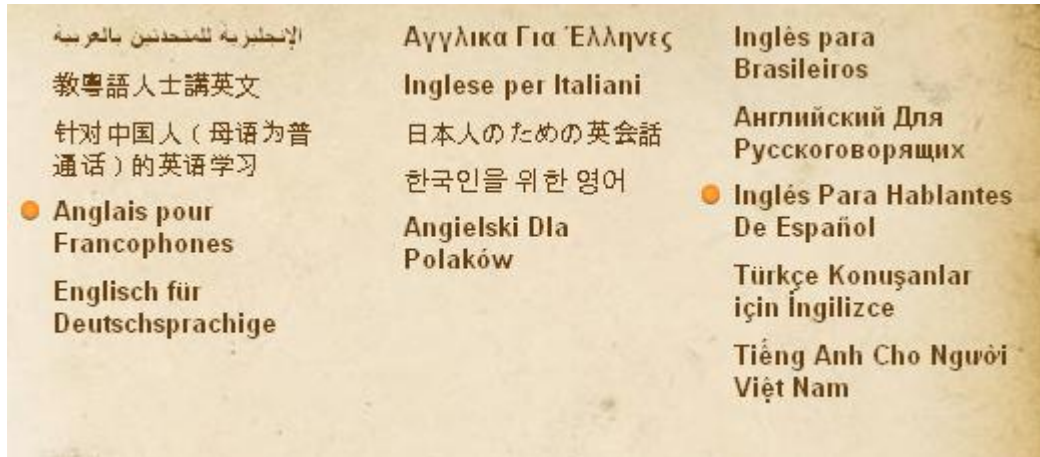 الإنجليزية للمتحدثين بالعربية
教粵語人士講英文
针对中国人（母语为普
通话）的英语学习
Anglais pour
Francophones
Englisch für
Deutschsprachige
Αγγλικα Για Έλληνες
Inglese per Italiani
日本人のための英会話
한국인을 위한 영어
Angielski Dla
Polaków
Inglès para
Brasileiros
Английский Для
Русскоговорящих
Inglés Para Hablantes
De Español
Türkçe Konuşanlar
için İngilizce
Tiếng Anh Cho Người
Việt Nam